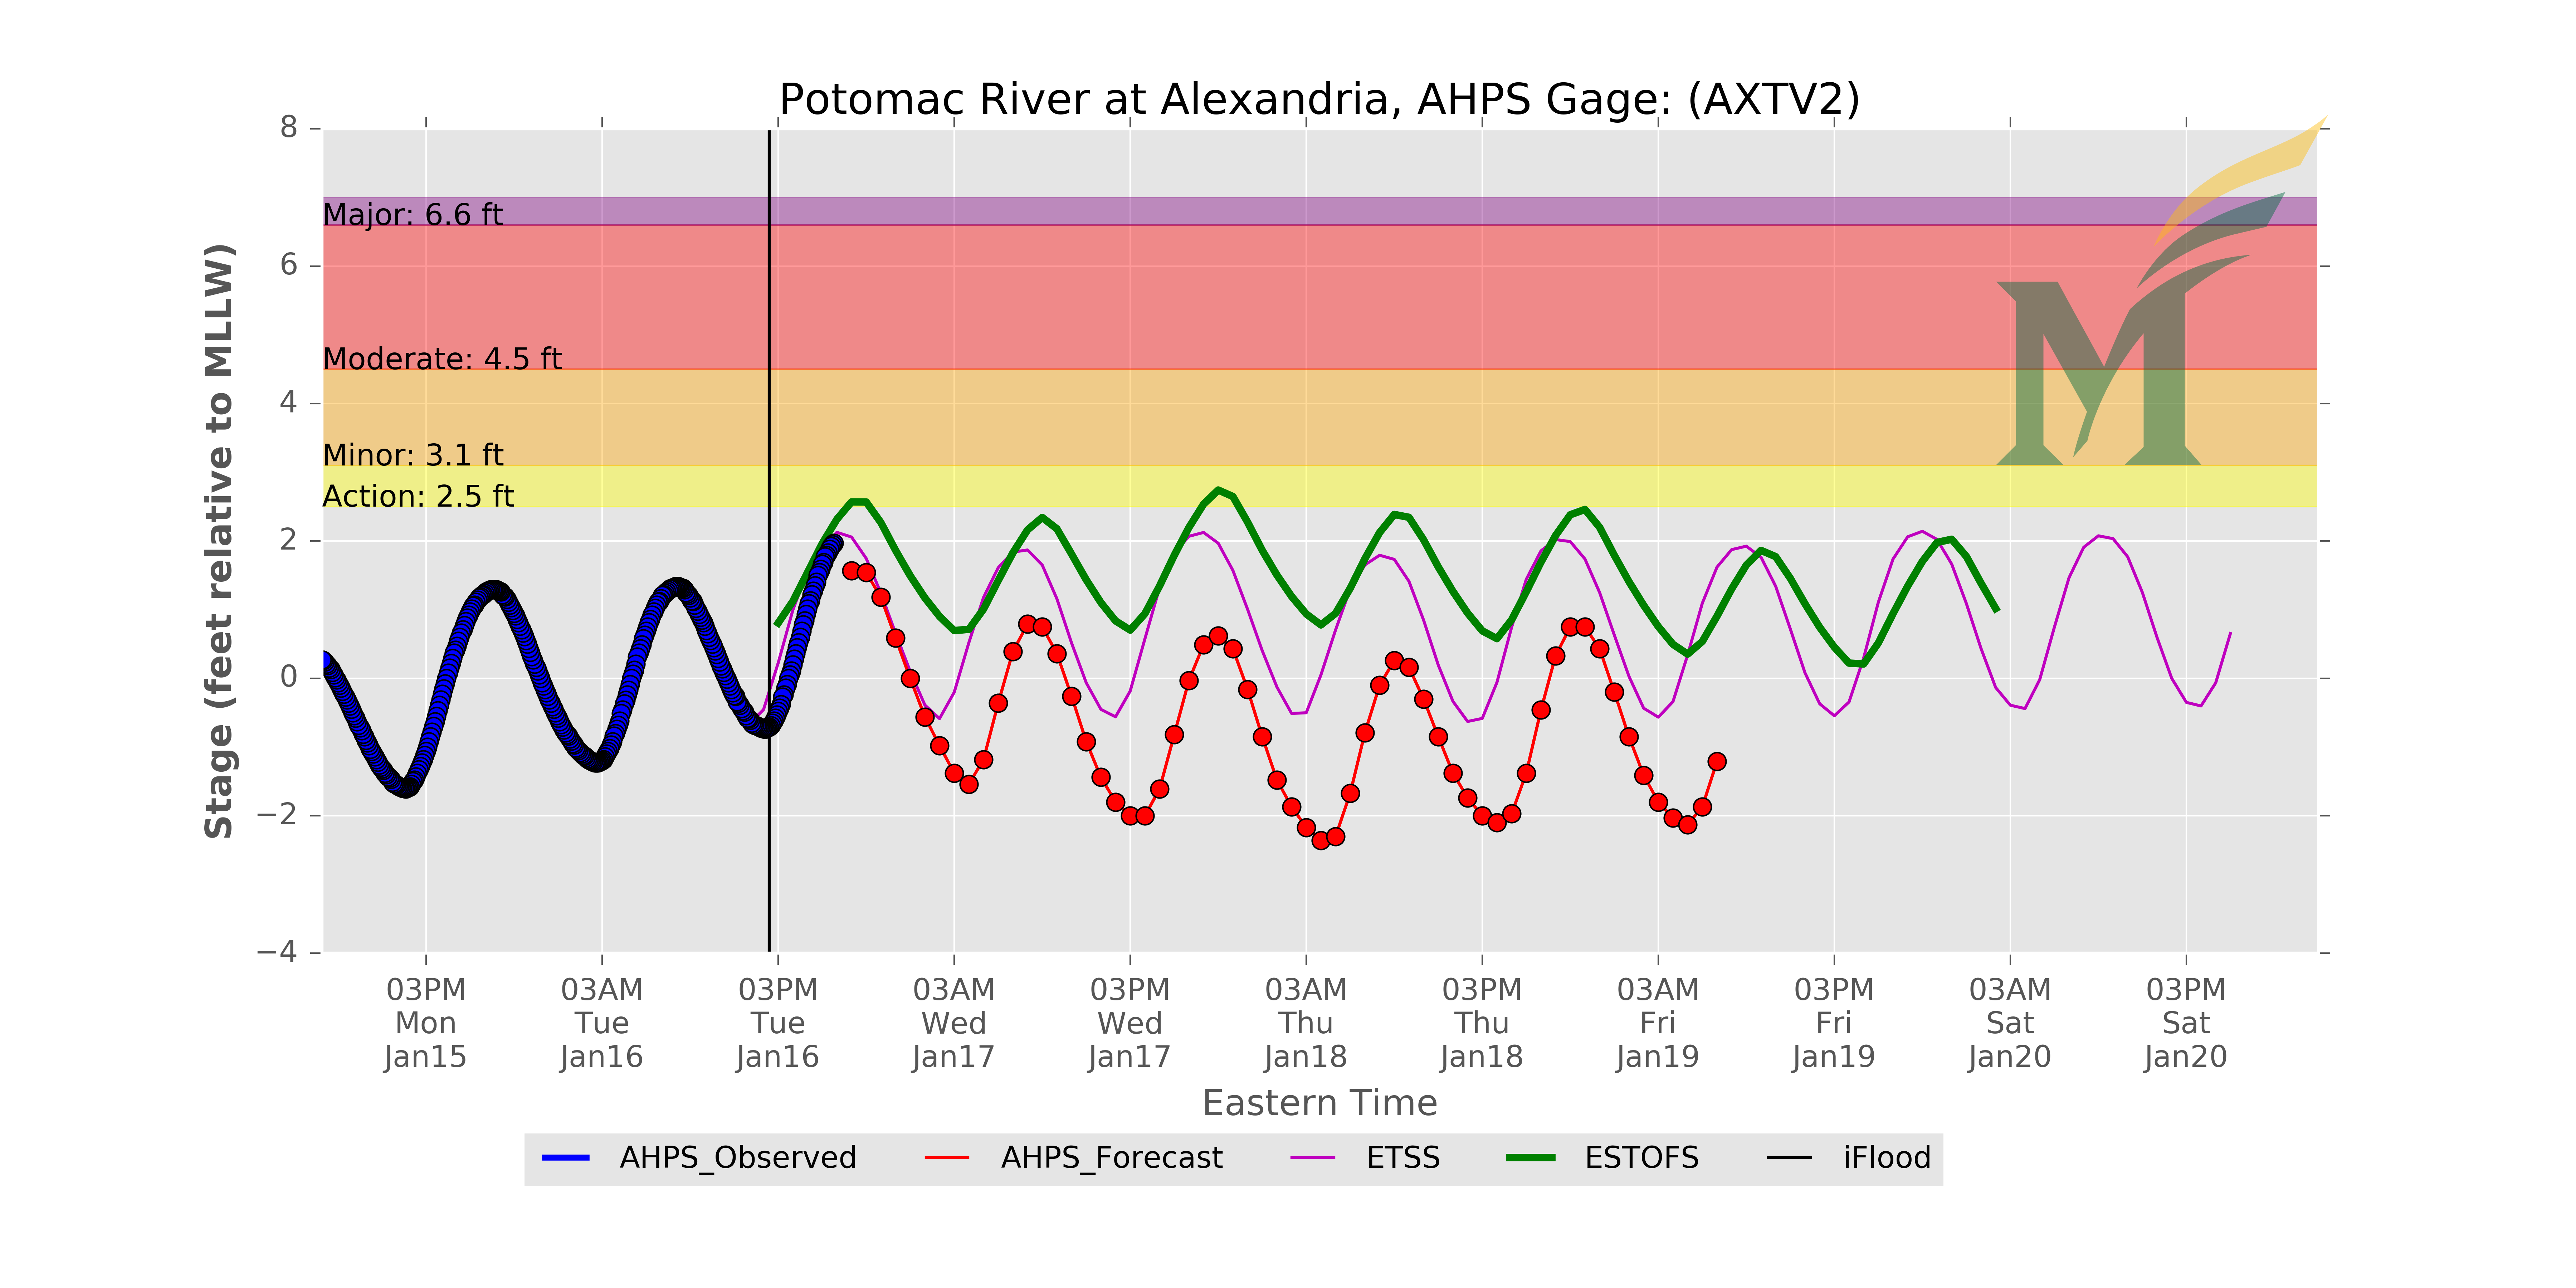 Potomac River at Alexandria, AHPS Gage: (AXTV2)
Stage (feet relative to MLLW)
8
6
4
2
0
−2
−4
Major: 6.6 ft
Moderate: 4.5 ft
Minor: 3.1 ft
Action: 2.5 ft
M
03PM 03AM 03PM 03AM 03PM 03AM 03PM 03AM 03PM 03AM 03PM
Mon Tue Tue Wed Wed Thu Thu Fri Fri Sat Sat
Jan15 Jan16 Jan16 Jan17 Jan17 Jan18 Jan18 Jan19 Jan19 Jan20 Jan20
Eastern Time
AHPS_Observed AHPS_Forecast ETSS ESTOFS iFlood